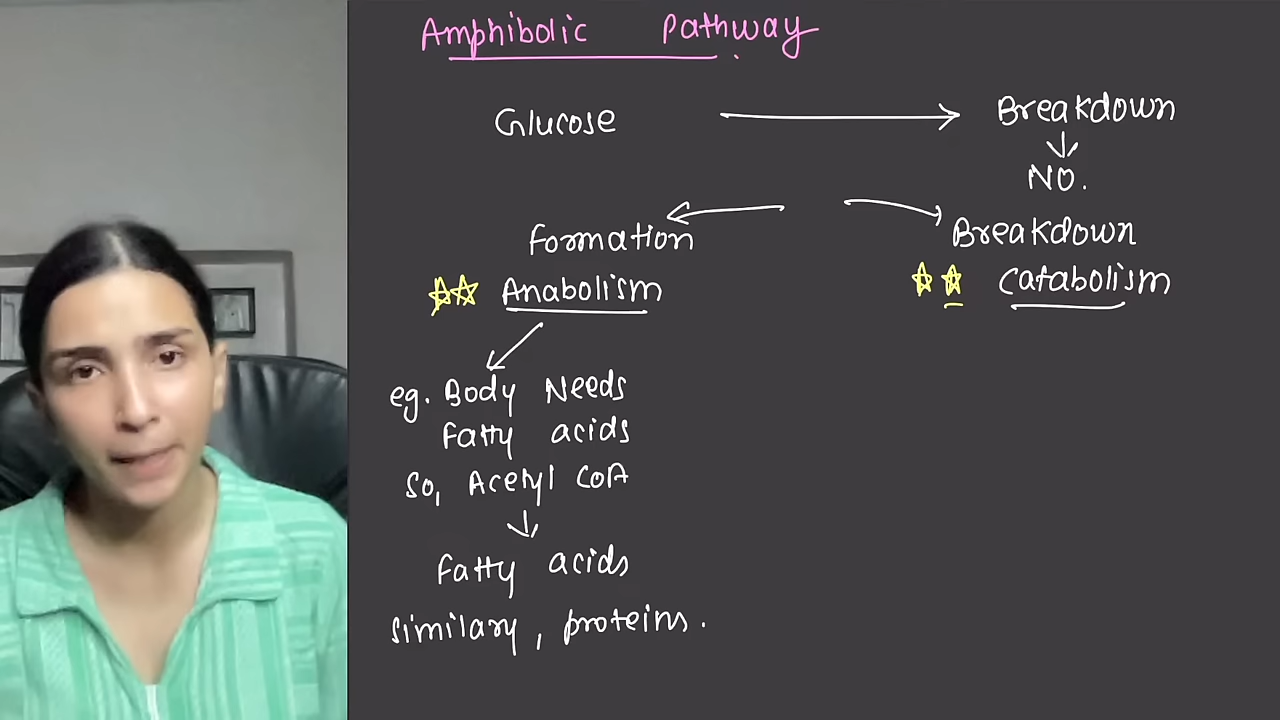 Amphibolic Pathway
Glucose → Breakdown
↓
NO.
Formation Breakdown
Anabolism Catabolism
eg. Body Needs
Fatty acids
So, Acetyl CoA
↓
Fatty acids
Similary, proteins.